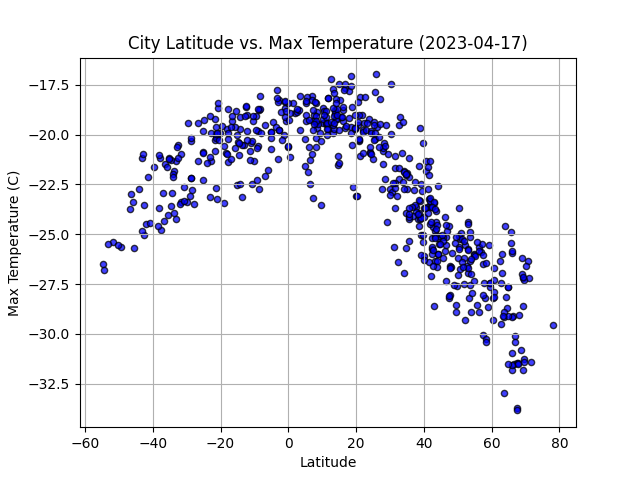 City Latitude vs. Max Temperature (2023-04-17)
Max Temperature (C)
−17.5
−20.0
−22.5
−25.0
−27.5
−30.0
−32.5
−60 −40 −20 0 20 40 60 80
Latitude